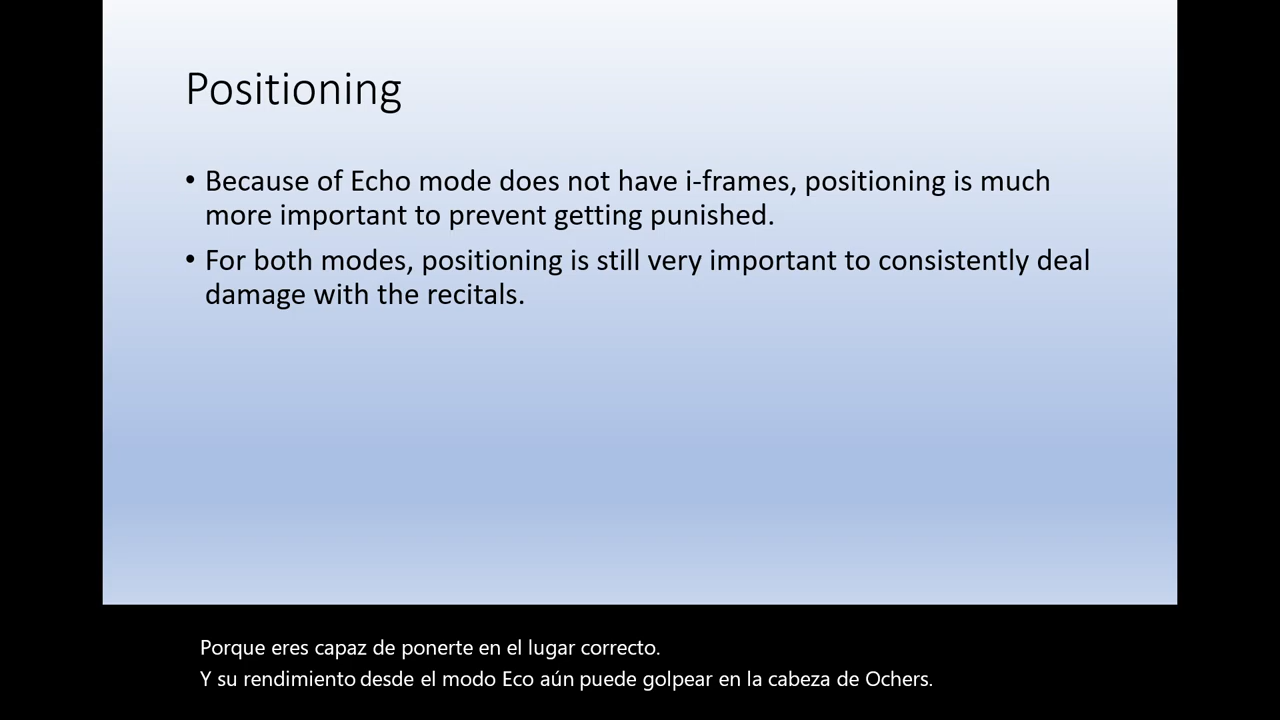 Positioning
• Because of Echo mode does not have i-frames, positioning is much
more important to prevent getting punished.
• For both modes, positioning is still very important to consistently deal
damage with the recitals.
Porque eres capaz de ponerte en el lugar correcto.
Y su rendimiento desde el modo Eco aún puede golpear en la cabeza de Ochers.